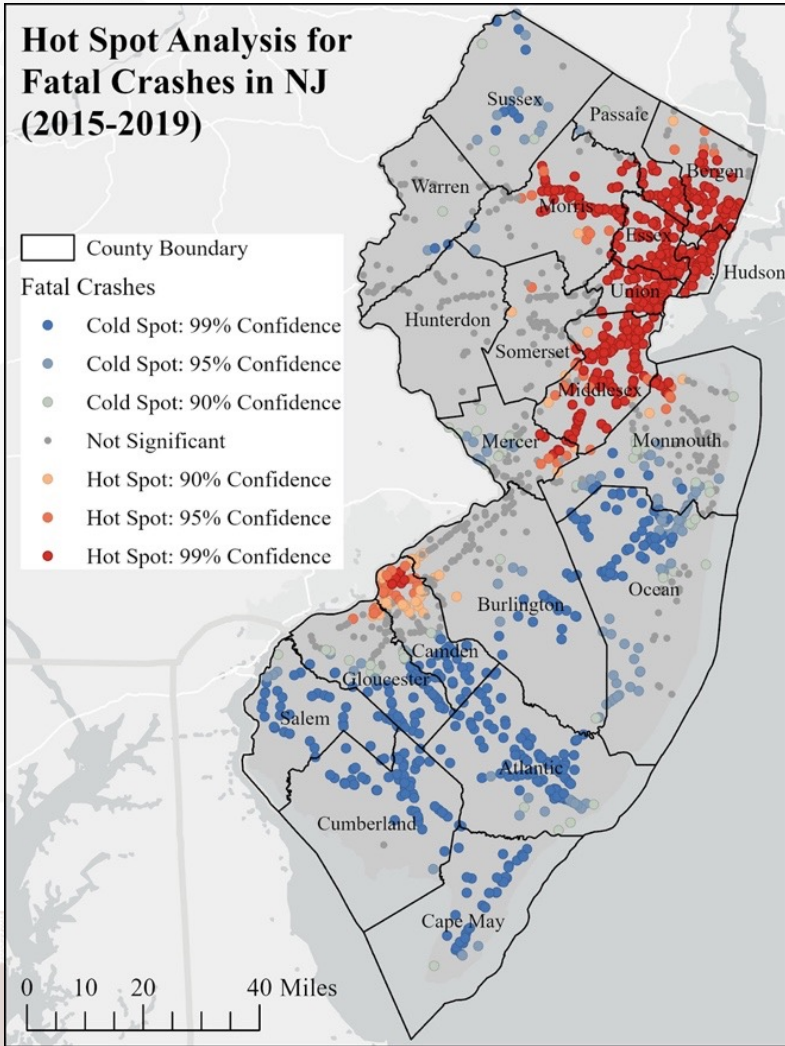 Hot Spot Analysis for
Fatal Crashes in NJ
(2015-2019)
County Boundary
Fatal Crashes
Cold Spot: 99% Confidence
Cold Spot: 95% Confidence
Cold Spot: 90% Confidence
Not Significant
Hot Spot: 90% Confidence
Hot Spot: 95% Confidence
Hot Spot: 99% Confidence
Sussex
Passaic
Bergen
Warren
Morris
Essex
Hudson
Union
Hunterdon
Somerset
Middlesex
Mercer
Monmouth
Ocean
Burlington
Camden
Gloucester
Salem
Atlantic
Cumberland
Cape May
0 10 20 40 Miles